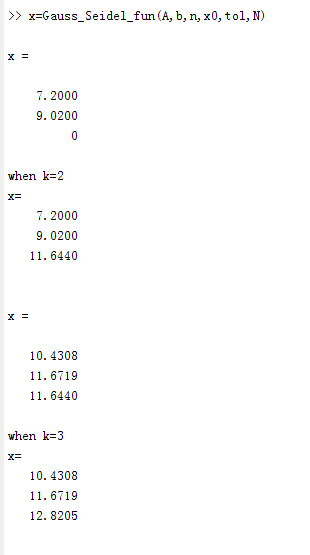 >> x=Gauss_Seidel_fun(A,b,n,x0,tol,N)
x =
7.2000
9.0200
0
when k=2
x=
7.2000
9.0200
11.6440
x =
10.4308
11.6719
11.6440
when k=3
x=
10.4308
11.6719
12.8205